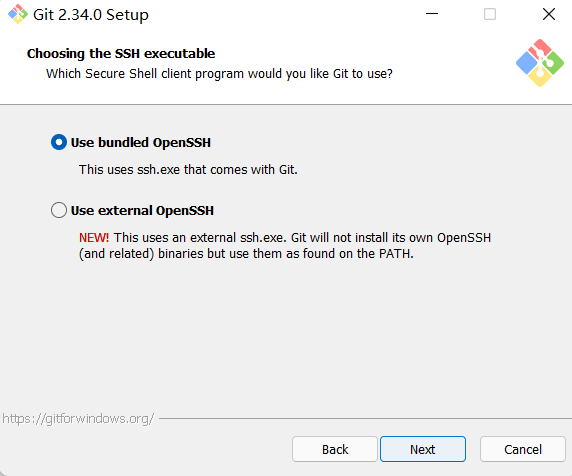 Git 2.34.0 Setup
Choosing the SSH executable
Which Secure Shell client program would you like Git to use?
Use bundled OpenSSH
This uses ssh.exe that comes with Git.
Use external OpenSSH
NEW! This uses an external ssh.exe. Git will not install its own OpenSSH
(and related) binaries but use them as found on the PATH.
https://gitforwindows.org/
Back
Next
Cancel